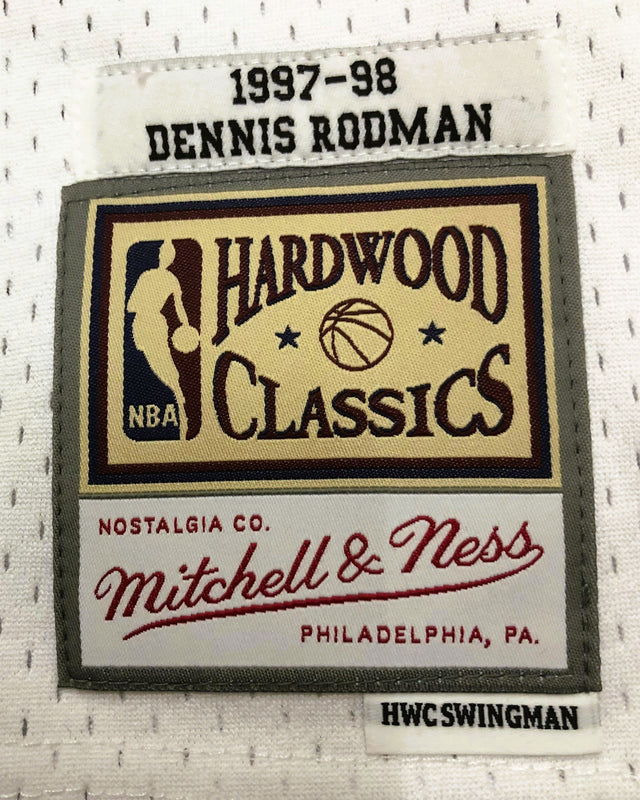 1997-98
DENNIS RODMAN
HARDWOOD
CLASSICS
NBA
NOSTALGIA CO.
Mitchell & Ness
PHILADELPHIA, PA.
HWC SWINGMAN